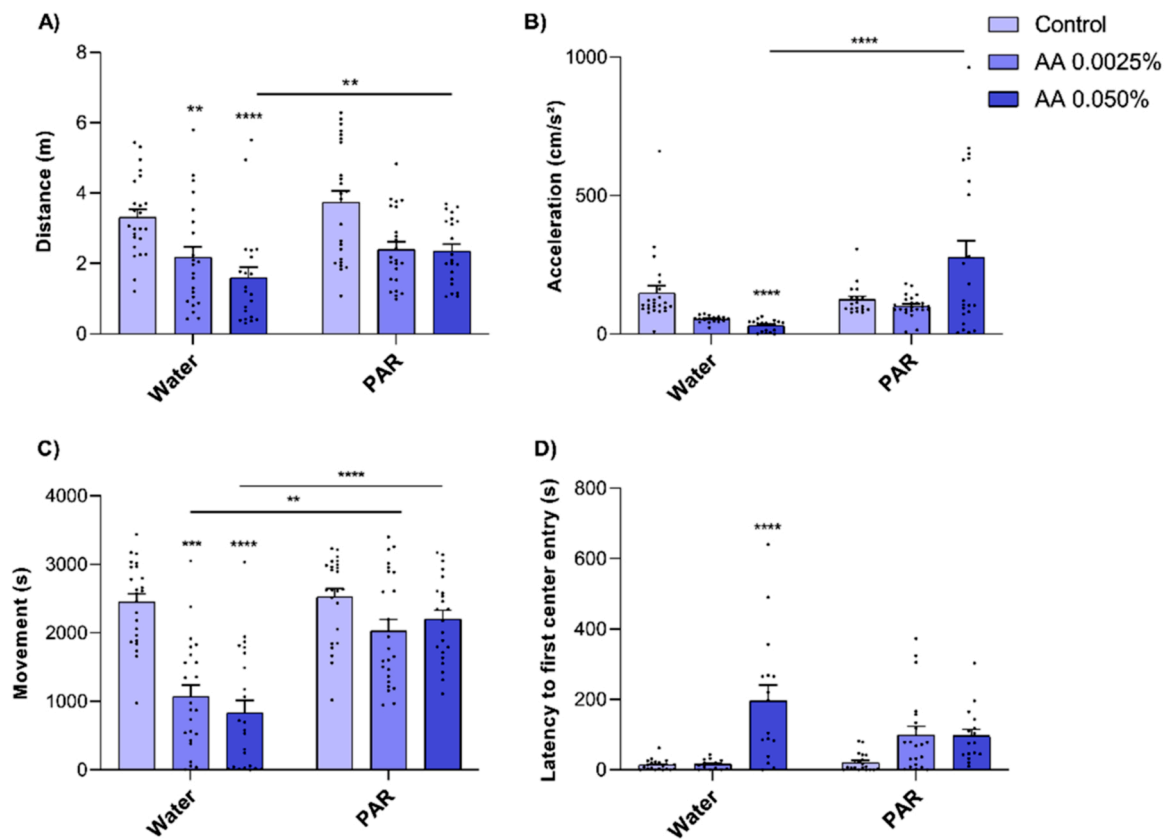 A)
Distance (m)
8
6
4
2
0
**
****
**
Water
PAR
B)
Acceleration (cm/s²)
1000
500
0
****
****
Water
PAR
Control
AA 0.0025%
AA 0.050%
C)
Movement (s)
4000
3000
2000
1000
0
***
****
**
****
Water
PAR
D)
Latency to first center entry (s)
800
600
400
200
0
****
Water
PAR